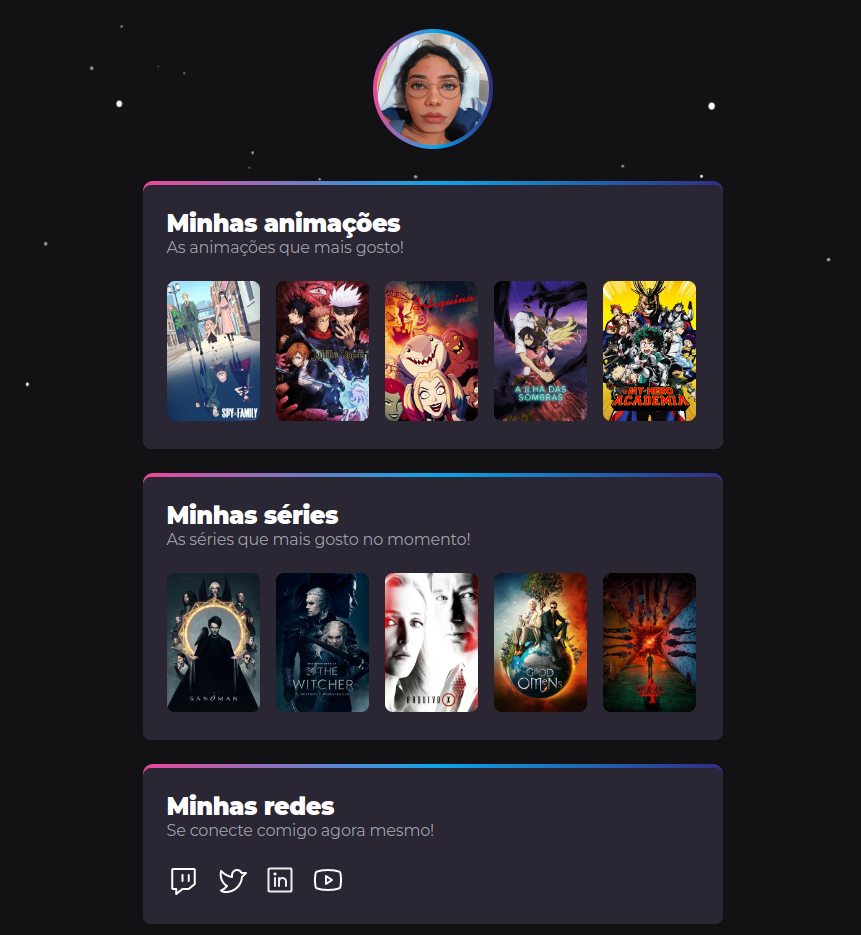 Minhas animações
As animações que mais gosto!
SPY×FAMILY
Arlequina
A ILHA DAS
SOMBRAS
MY HERO
ACADEMIA
Minhas séries
As séries que mais gosto no momento!
SANDMAN
THE
WITCHER
ARQUIVO X
GOOD
OMENS
4
Minhas redes
Se conecte comigo agora mesmo!
in